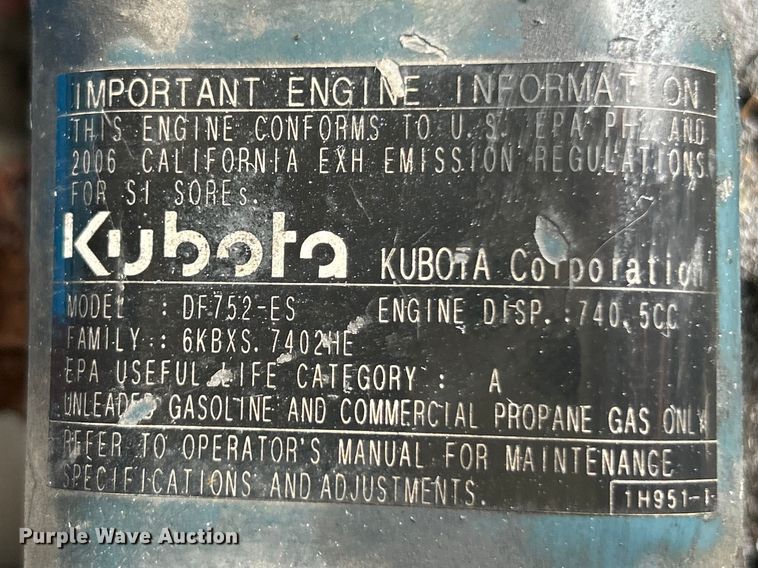 IMPORTANT ENGINE INFORMATION
THIS ENGINE CONFORMS TO U.S. EPA PH2 AND
2006 CALIFORNIA EXH EMISSION REGULATIONS
FOR SI SOREs.
Kubota KUBOTA Corporation
MODEL : DF752-ES ENGINE DISP.:740.5CC
FAMILY : 6KBXS.7402HE
EPA USEFUL LIFE CATEGORY : A
UNLEADED GASOLINE AND COMMERCIAL PROPANE GAS ONLY
REFER TO OPERATOR'S MANUAL FOR MAINTENANCE
SPECIFICATIONS AND ADJUSTMENTS.
1H951-1
Purple Wave Auction